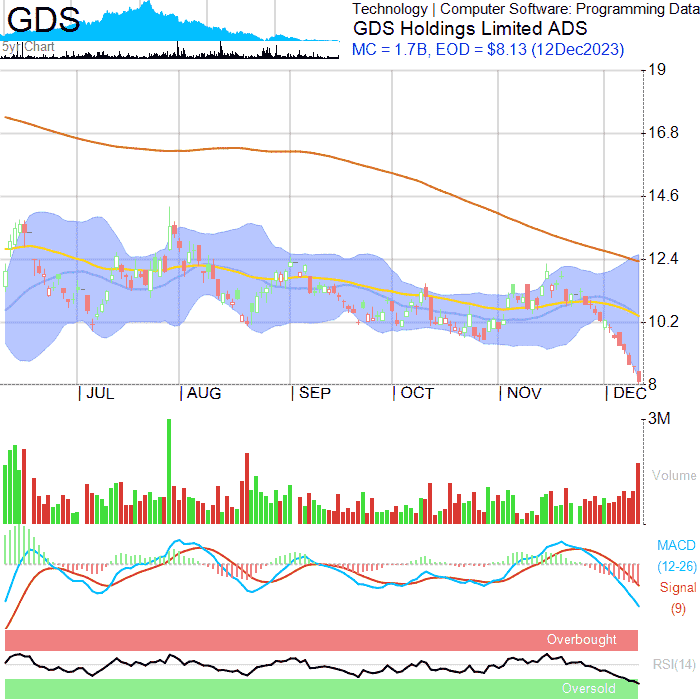 GDS
5yr Chart
Technology | Computer Software: Programming Data
GDS Holdings Limited ADS
MC = 1.7B, EOD = $8.13 (12Dec2023)
19
16.8
14.6
12.4
10.2
8
JUL
AUG
SEP
OCT
NOV
DEC
3M
Volume
MACD
(12-26)
Signal
(9)
Overbought
RSI(14)
Oversold